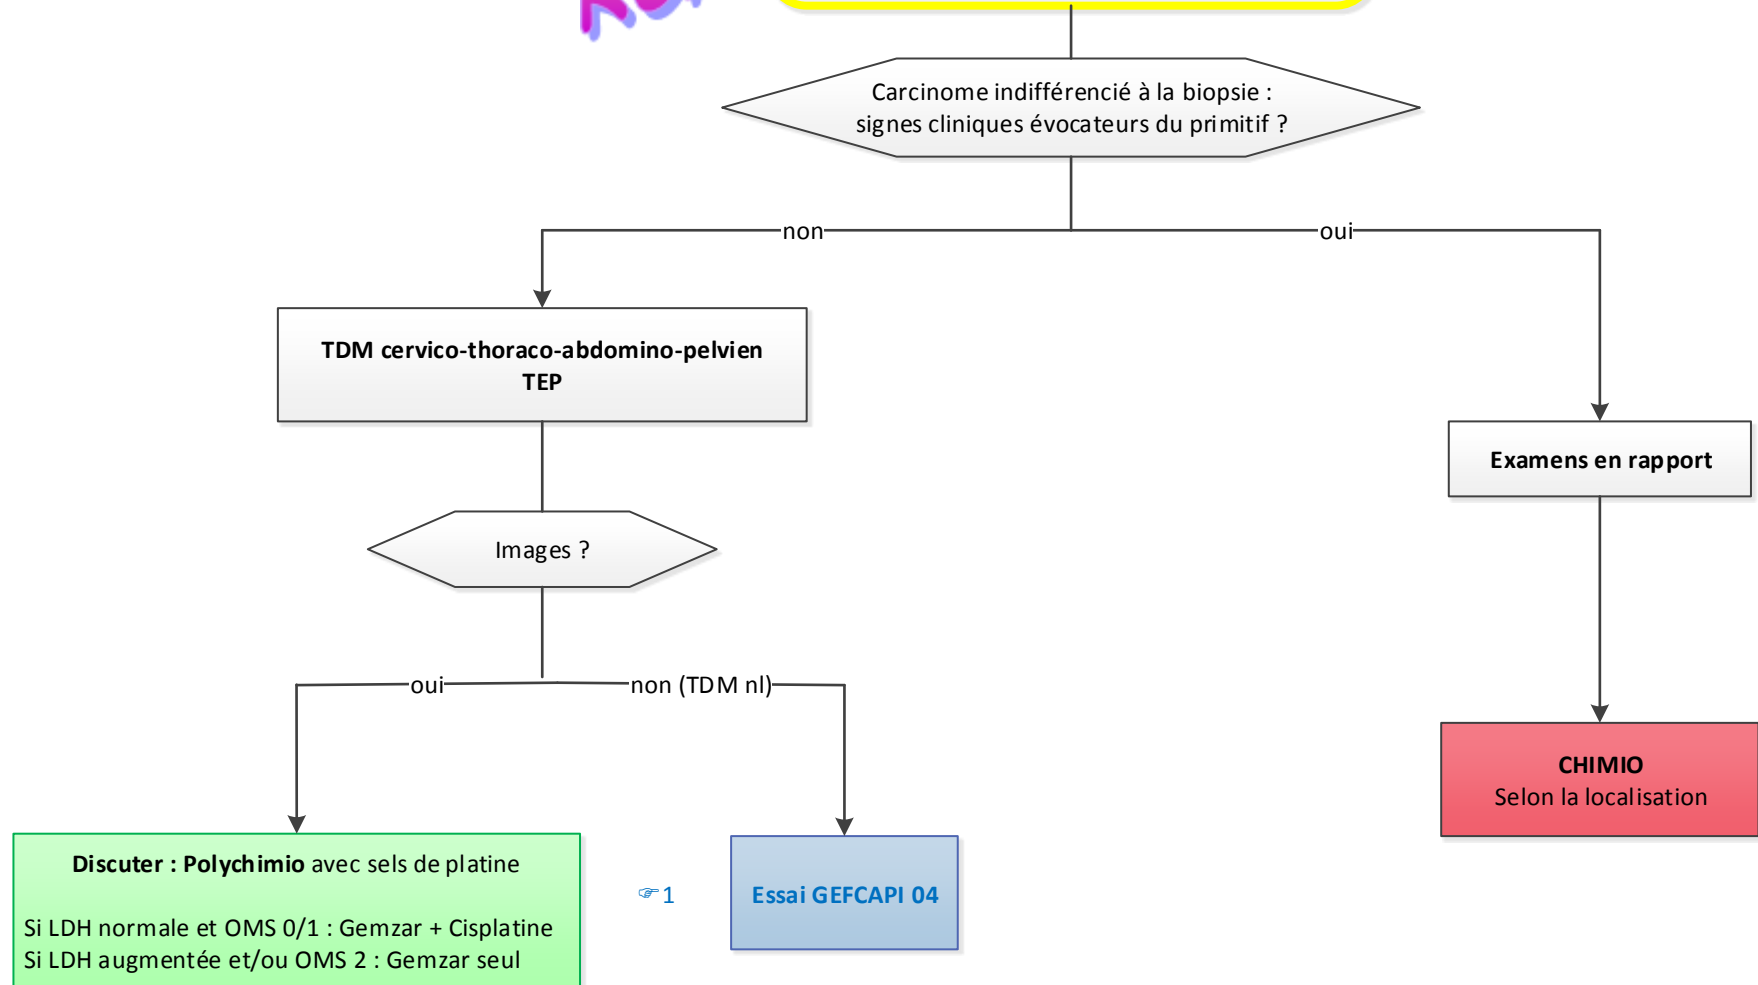 Carcinome indifférencié à la biopsie :
signes cliniques évocateurs du primitif ?
non
oui
TDM cervico-thoraco-abdomino-pelvien
TEP
Examens en rapport
Images ?
oui
non (TDM nl)
CHIMIO
Selon la localisation
Discuter : Polychimio avec sels de platine
Si LDH normale et OMS 0/1 : Gemzar + Cisplatine
Si LDH augmentée et/ou OMS 2 : Gemzar seul
☞1
Essai GEFCAPI 04